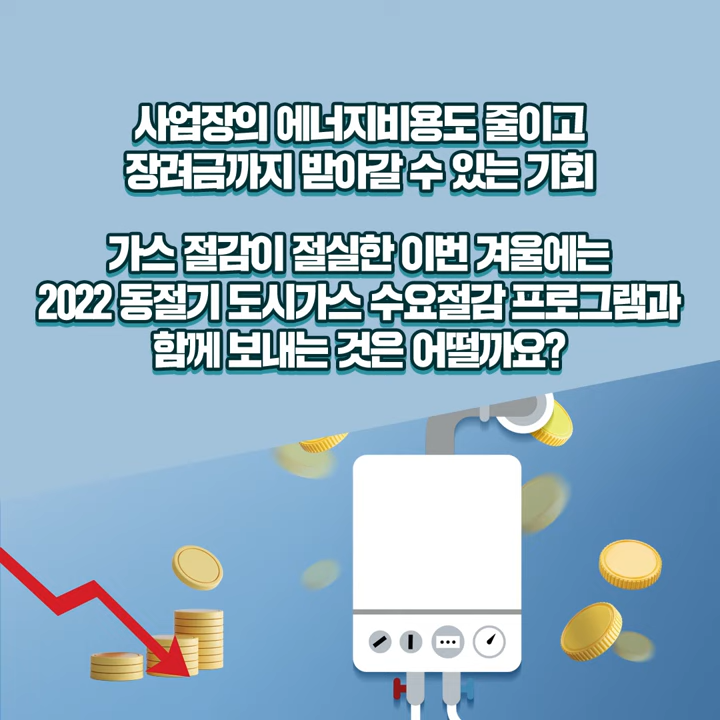 사업장의 에너지비용도 줄이고
장려금까지 받아갈 수 있는 기회
가스 절감이 절실한 이번 겨울에는
2022 동절기 도시가스 수요절감 프로그램과
함께 보내는 것은 어떨까요?